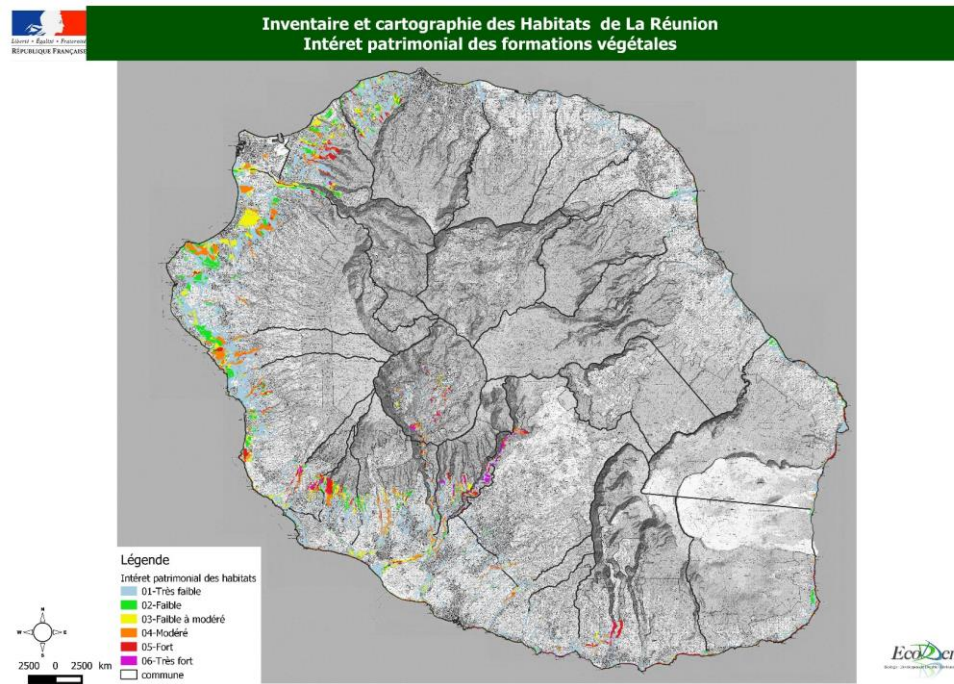 Inventaire et cartographie des Habitats de La Réunion
Intéret patrimonial des formations végétales
Liberté • Égalité • Fraternité
RÉPUBLIQUE FRANÇAISE
Légende
Intéret patrimonial des habitats
01-Très faible
02-Faible
03-Faible à modéré
04-Modéré
05-Fort
06-Très fort
commune
N
W E
S
2500 0 2500 km